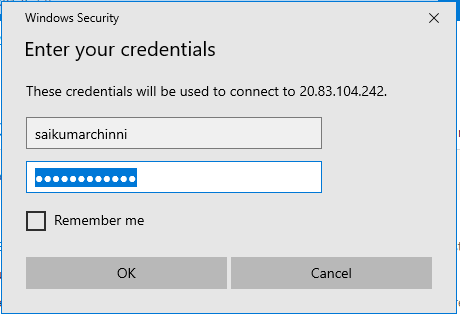 Windows Security
Enter your credentials
These credentials will be used to connect to 20.83.104.242.
saikumarchinni
●●●●●●●●●●●●
Remember me
OK
Cancel